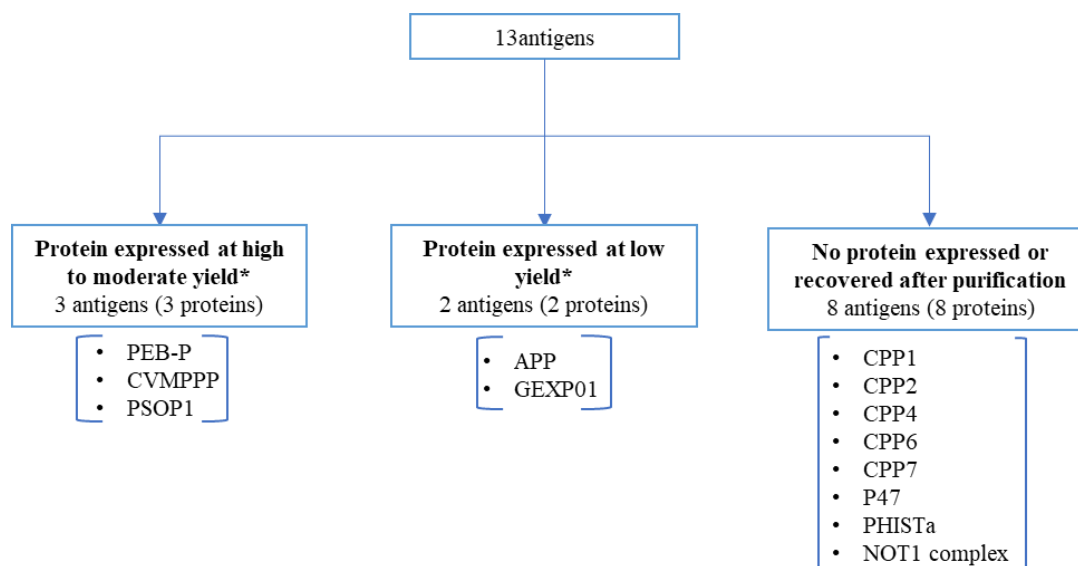 13antigens
Protein expressed at high
to moderate yield*
3 antigens (3 proteins)
• PEB-P
• CVMPPP
• PSOP1
Protein expressed at low
yield*
2 antigens (2 proteins)
• APP
• GEXP01
No protein expressed or
recovered after purification
8 antigens (8 proteins)
• CPP1
• CPP2
• CPP4
• CPP6
• CPP7
• P47
• PHISTa
• NOT1 complex